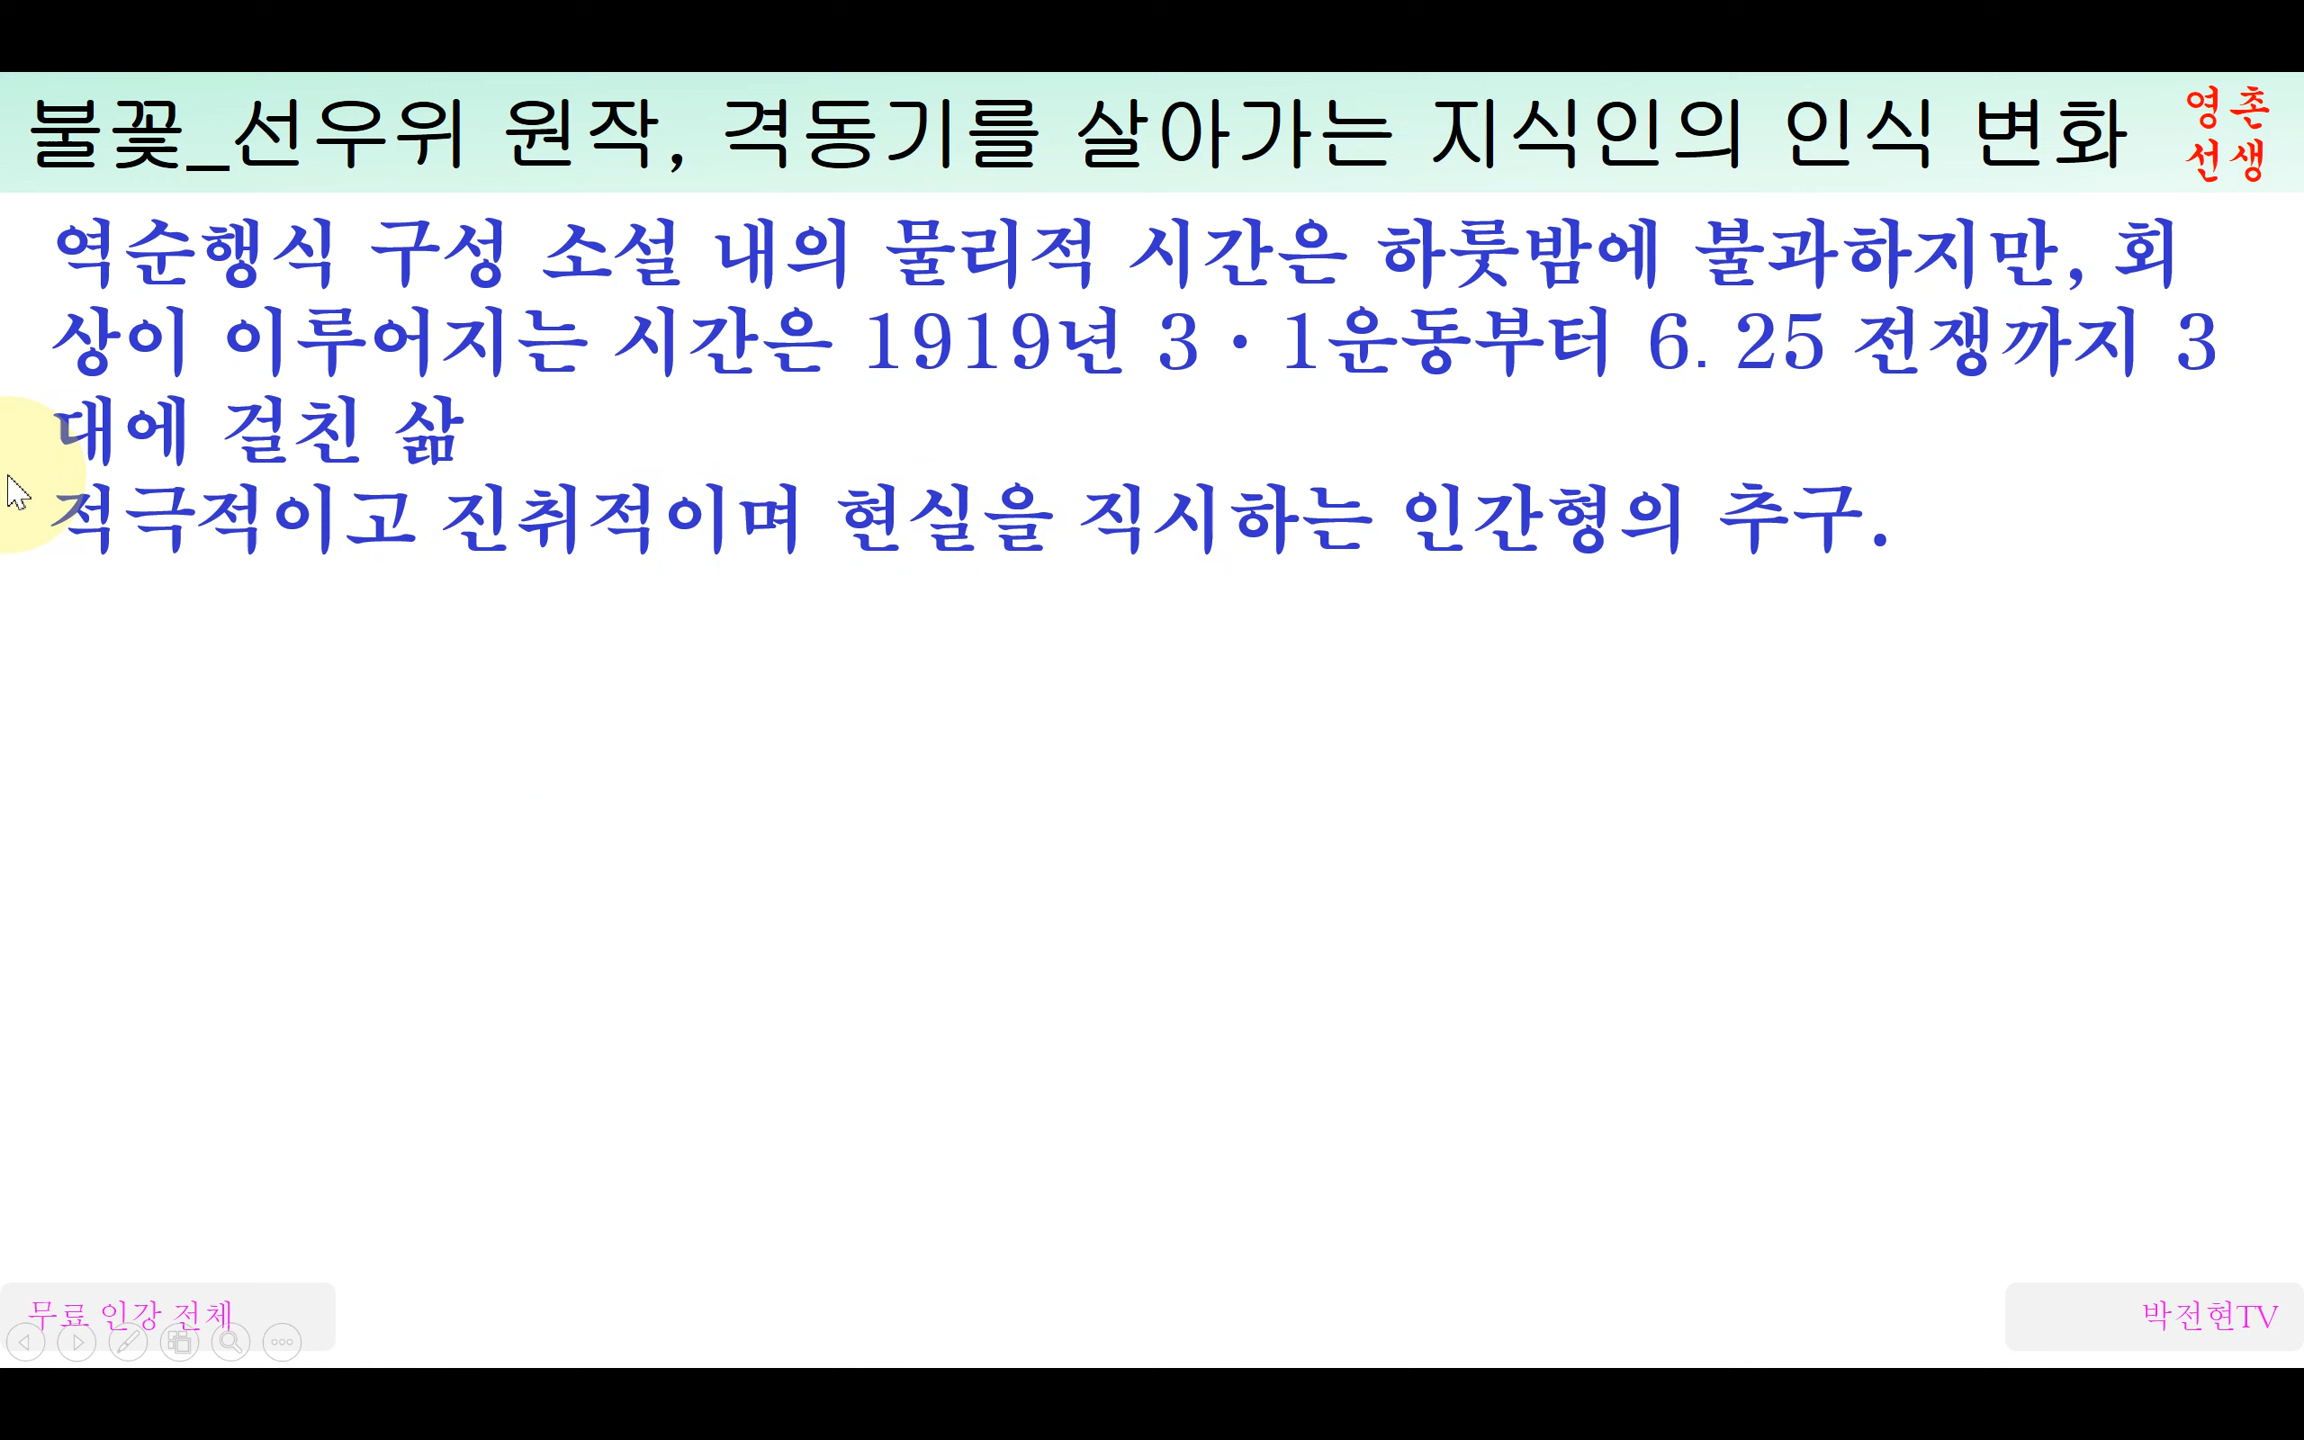 불꽃_선우위 원작, 격동기를 살아가는 지식인의 인식 변화
영촌
선생
역순행식 구성 소설 내의 물리적 시간은 하룻밤에 불과하지만, 회
상이 이루어지는 시간은 1919년 3·1운동부터 6.25 전쟁까지 3
대에 걸친 삶
적극적이고 진취적이며 현실을 직시하는 인간형의 추구.
무료 인강 전체
박전현TV